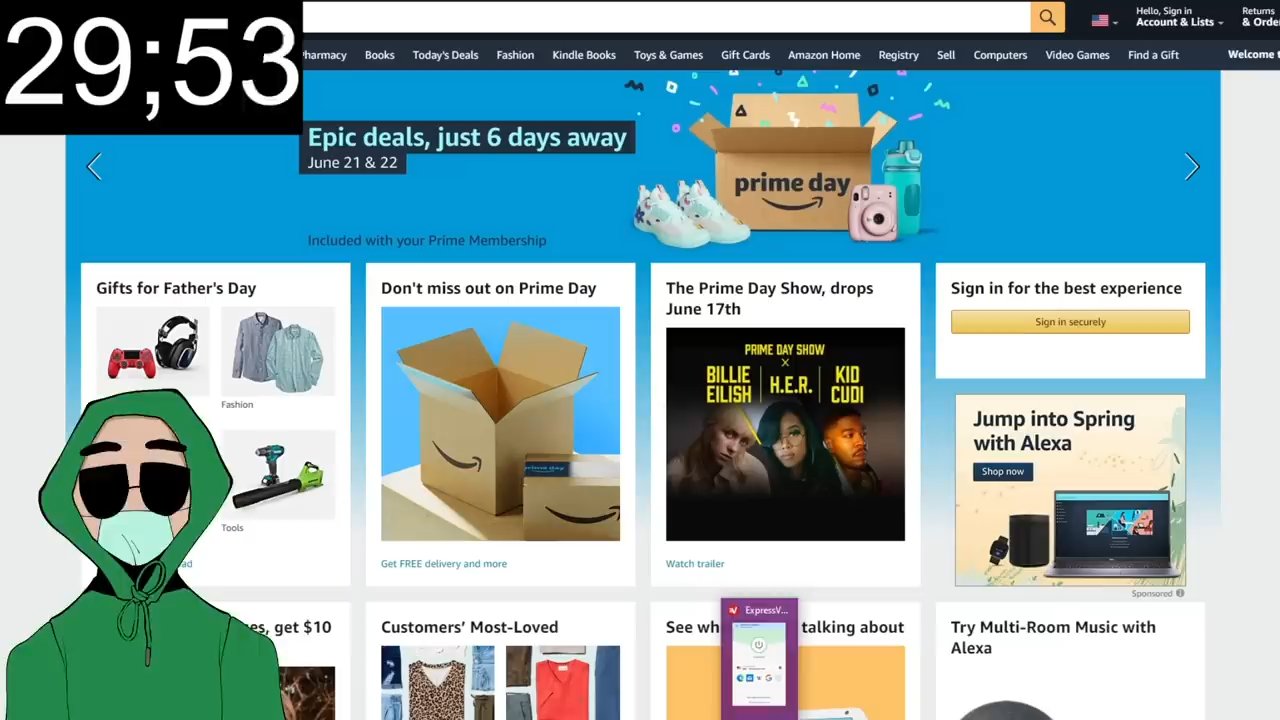 29;53
Hello, Sign in
Account & Lists
Returns
& Orde
harmacy
Books
Today's Deals
Fashion
Kindle Books
Toys & Games
Gift Cards
Amazon Home
Registry
Sell
Computers
Video Games
Find a Gift
Welcome t
Epic deals, just 6 days away
June 21 & 22
prime day
Included with your Prime Membership
Gifts for Father's Day
Fashion
Tools
ad
Don't miss out on Prime Day
prime day
Get FREE delivery and more
The Prime Day Show, drops
June 17th
PRIME DAY SHOW
X
BILLIE
EILISH
H.E.R.
KID
CUDI
Watch trailer
Sign in for the best experience
Sign in securely
Jump into Spring
with Alexa
Shop now
Sponsored
es, get $10
Customers' Most-Loved
See wh
talking about
ExpressV...
Try Multi-Room Music with
Alexa